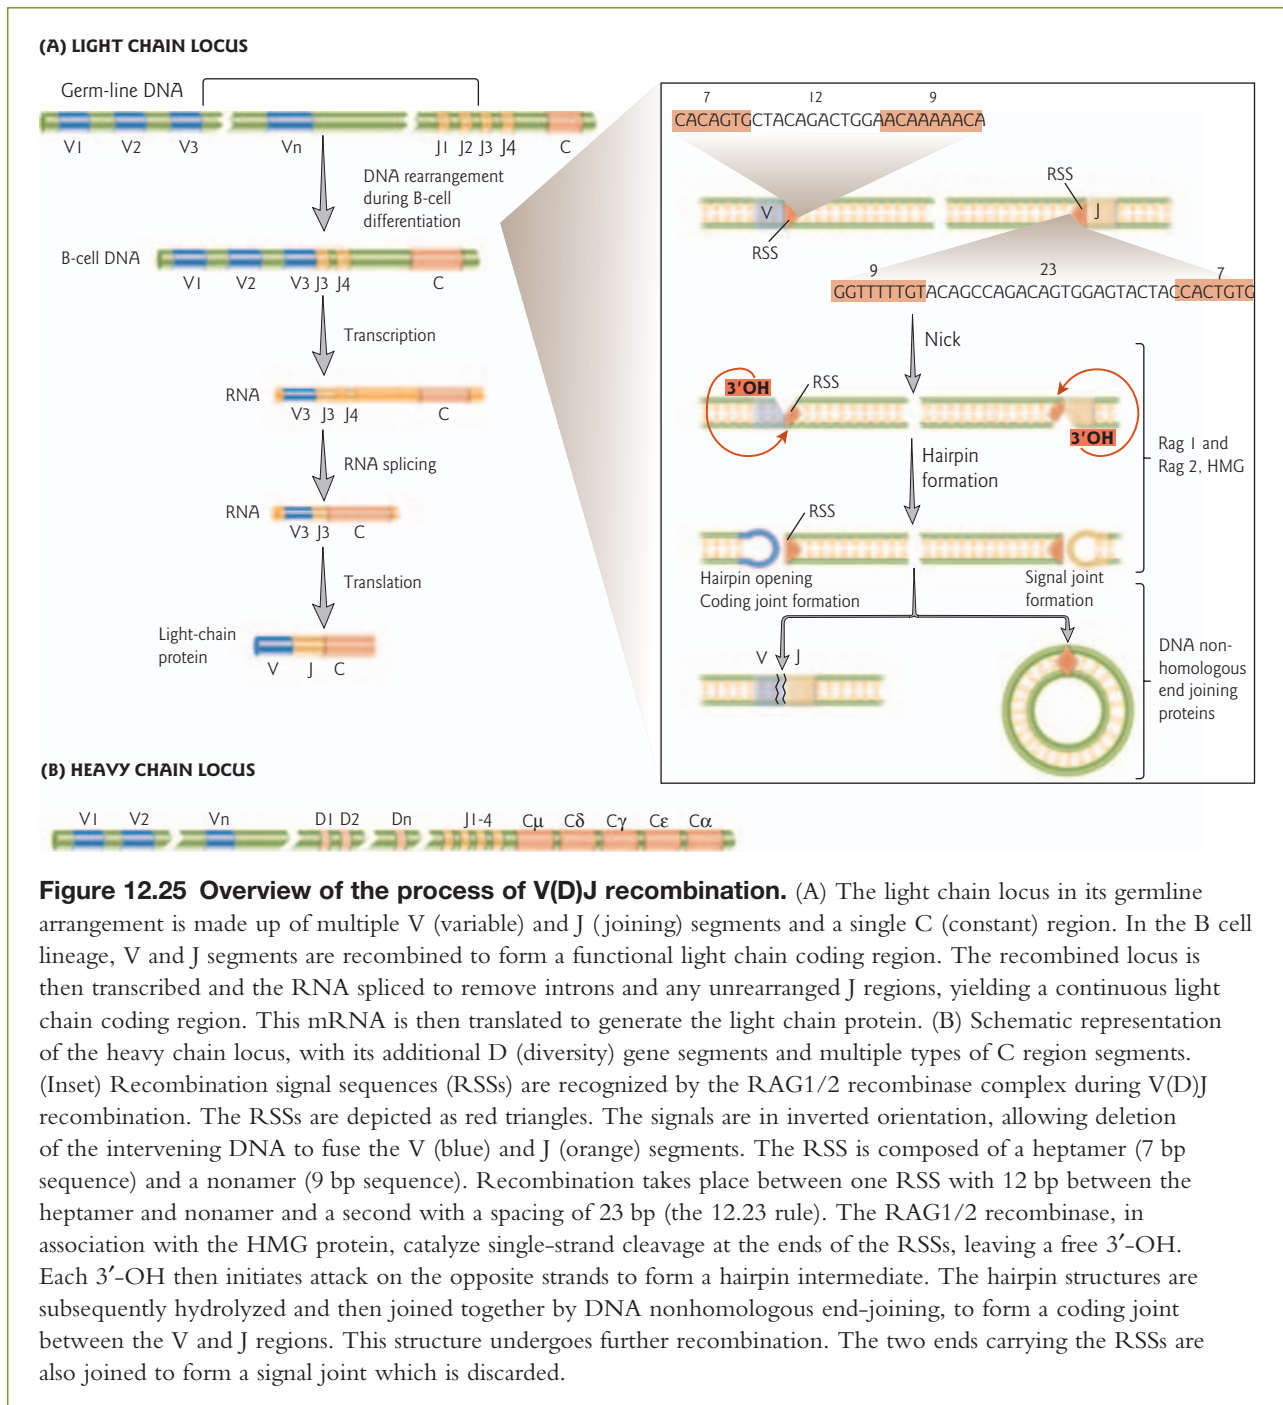 (A) LIGHT CHAIN LOCUS
Germ-line DNA
V1 V2 V3 Vn J1 J2 J3 J4 C
DNA rearrangement
during B-cell
differentiation
B-cell DNA
V1 V2 V3 J3 J4 C
Transcription
RNA
V3 J3 J4 C
RNA splicing
RNA
V3 J3 C
Translation
Light-chain
protein
V J C
7 12 9
CACAGTGCTACAGACTGGAACAAAAACA
RSS
V J
RSS
9 23 7
GGTTTTTGTACAGCCAGACAGTGGAGTACTACCACTGTG
Nick
3′OH RSS
3′OH
Hairpin
formation
Rag 1 and
Rag 2, HMG
RSS
Hairpin opening
Coding joint formation
Signal joint
formation
V J
DNA non-
homologous
end joining
proteins
(B) HEAVY CHAIN LOCUS
V1 V2 Vn D1 D2 Dn J1-4 Cμ Cδ Cγ Cε Cα
Figure 12.25 Overview of the process of V(D)J recombination. (A) The light chain locus in its germline
arrangement is made up of multiple V (variable) and J (joining) segments and a single C (constant) region. In the B cell
lineage, V and J segments are recombined to form a functional light chain coding region. The recombined locus is
then transcribed and the RNA spliced to remove introns and any unrearranged J regions, yielding a continuous light
chain coding region. This mRNA is then translated to generate the light chain protein. (B) Schematic representation
of the heavy chain locus, with its additional D (diversity) gene segments and multiple types of C region segments.
(Inset) Recombination signal sequences (RSSs) are recognized by the RAG1/2 recombinase complex during V(D)J
recombination. The RSSs are depicted as red triangles. The signals are in inverted orientation, allowing deletion
of the intervening DNA to fuse the V (blue) and J (orange) segments. The RSS is composed of a heptamer (7 bp
sequence) and a nonamer (9 bp sequence). Recombination takes place between one RSS with 12 bp between the
heptamer and nonamer and a second with a spacing of 23 bp (the 12.23 rule). The RAG1/2 recombinase, in
association with the HMG protein, catalyze single-strand cleavage at the ends of the RSSs, leaving a free 3′-OH.
Each 3′-OH then initiates attack on the opposite strands to form a hairpin intermediate. The hairpin structures are
subsequently hydrolyzed and then joined together by DNA nonhomologous end-joining, to form a coding joint
between the V and J regions. This structure undergoes further recombination. The two ends carrying the RSSs are
also joined to form a signal joint which is discarded.